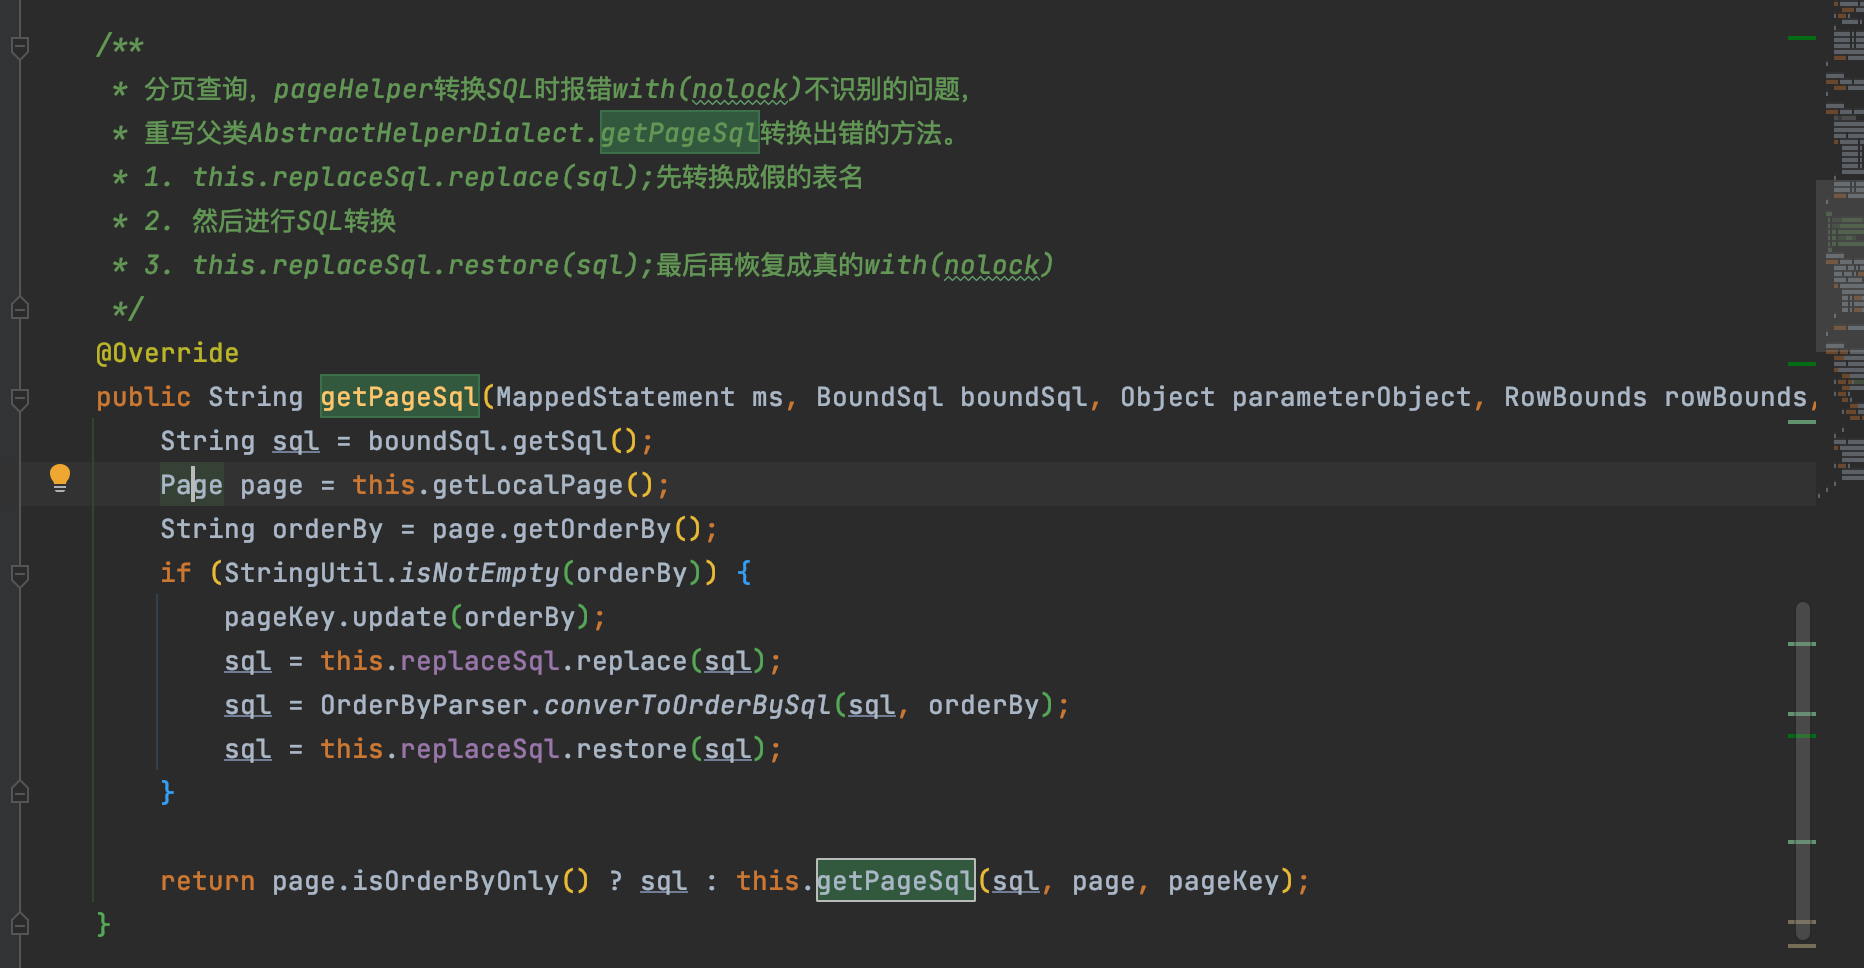 /**
 * 分页查询，pageHelper转换SQL时报错with(nolock)不识别的问题，
 * 重写父类AbstractHelperDialect.getPageSql转换出错的方法。
 * 1. this.replaceSql.replace(sql);先转换成假的表名
 * 2. 然后进行SQL转换
 * 3. this.replaceSql.restore(sql);最后再恢复成真的with(nolock)
 */
@Override
public String getPageSql(MappedStatement ms, BoundSql boundSql, Object parameterObject, RowBounds rowBounds,
    String sql = boundSql.getSql();
    Page page = this.getLocalPage();
    String orderBy = page.getOrderBy();
    if (StringUtil.isNotEmpty(orderBy)) {
        pageKey.update(orderBy);
        sql = this.replaceSql.replace(sql);
        sql = OrderByParser.converToOrderBySql(sql, orderBy);
        sql = this.replaceSql.restore(sql);
    }
    return page.isOrderByOnly() ? sql : this.getPageSql(sql, page, pageKey);
}